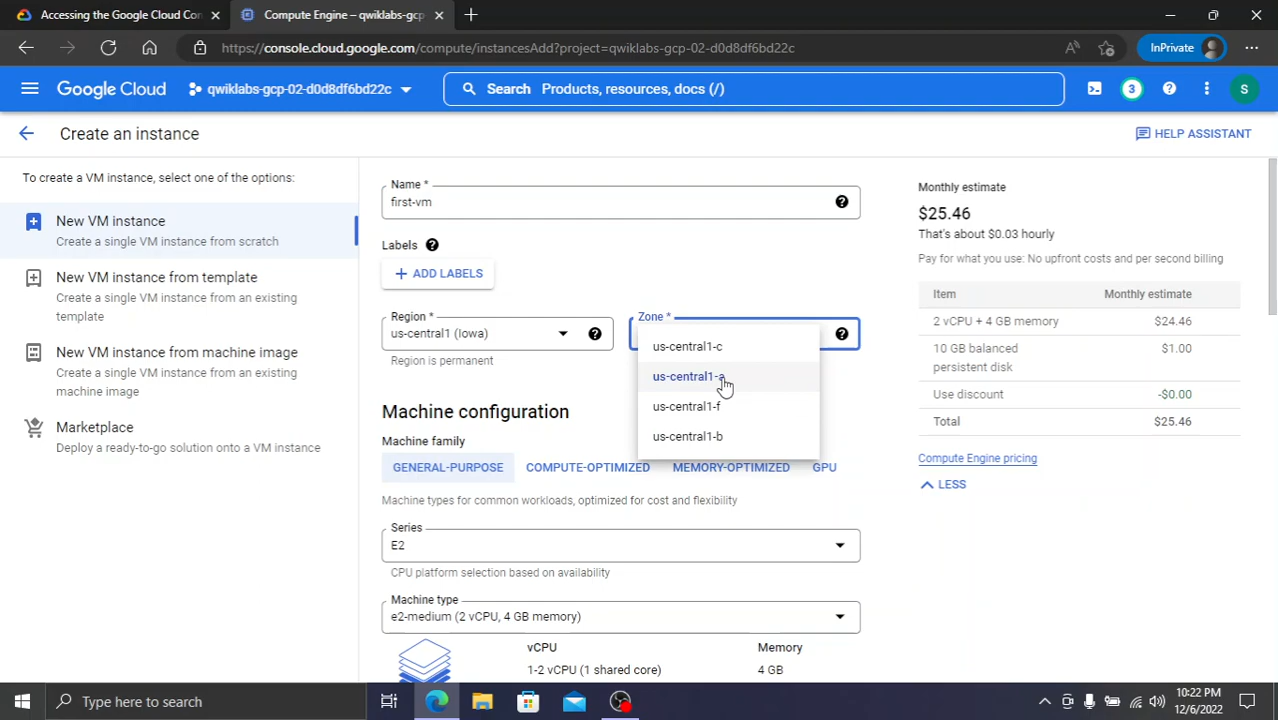 Accessing the Google Cloud Con
Compute Engine – qwiklabs-gcp
https://console.cloud.google.com/compute/instancesAdd?project=qwiklabs-gcp-02-d0d8df6bd22c
InPrivate
Google Cloud
qwiklabs-gcp-02-d0d8df6bd22c
Search Products, resources, docs (/)
3
S
Create an instance
HELP ASSISTANT
To create a VM instance, select one of the options:
New VM instance
Create a single VM instance from scratch
New VM instance from template
Create a single VM instance from an existing
template
New VM instance from machine image
Create a single VM instance from an existing
machine image
Marketplace
Deploy a ready-to-go solution onto a VM instance
Name *
first-vm
Labels
ADD LABELS
Region *
us-central1 (Iowa)
Region is permanent
Zone *
us-central1-c
us-central1-a
us-central1-f
us-central1-b
Machine configuration
Machine family
GENERAL-PURPOSE
COMPUTE-OPTIMIZED
MEMORY-OPTIMIZED
GPU
Machine types for common workloads, optimized for cost and flexibility
Series
E2
CPU platform selection based on availability
Machine type
e2-medium (2 vCPU, 4 GB memory)
vCPU
1-2 vCPU (1 shared core)
Memory
4 GB
Monthly estimate
$25.46
That's about $0.03 hourly
Pay for what you use: No upfront costs and per second billing
Item Monthly estimate
2 vCPU + 4 GB memory $24.46
10 GB balanced $1.00
persistent disk
Use discount -$0.00
Total $25.46
Compute Engine pricing
LESS
Type here to search
10:22 PM
12/6/2022